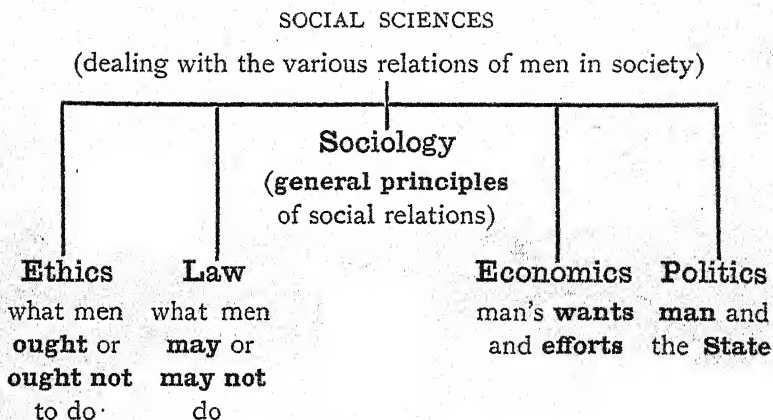 SOCIAL SCIENCES
(dealing with the various relations of men in society)
Sociology
(general principles
of social relations)
Ethics
what men
ought or
ought not
to do
Law
what men
may or
may not
do
Economics
man's wants
and efforts
Politics
man and
the State